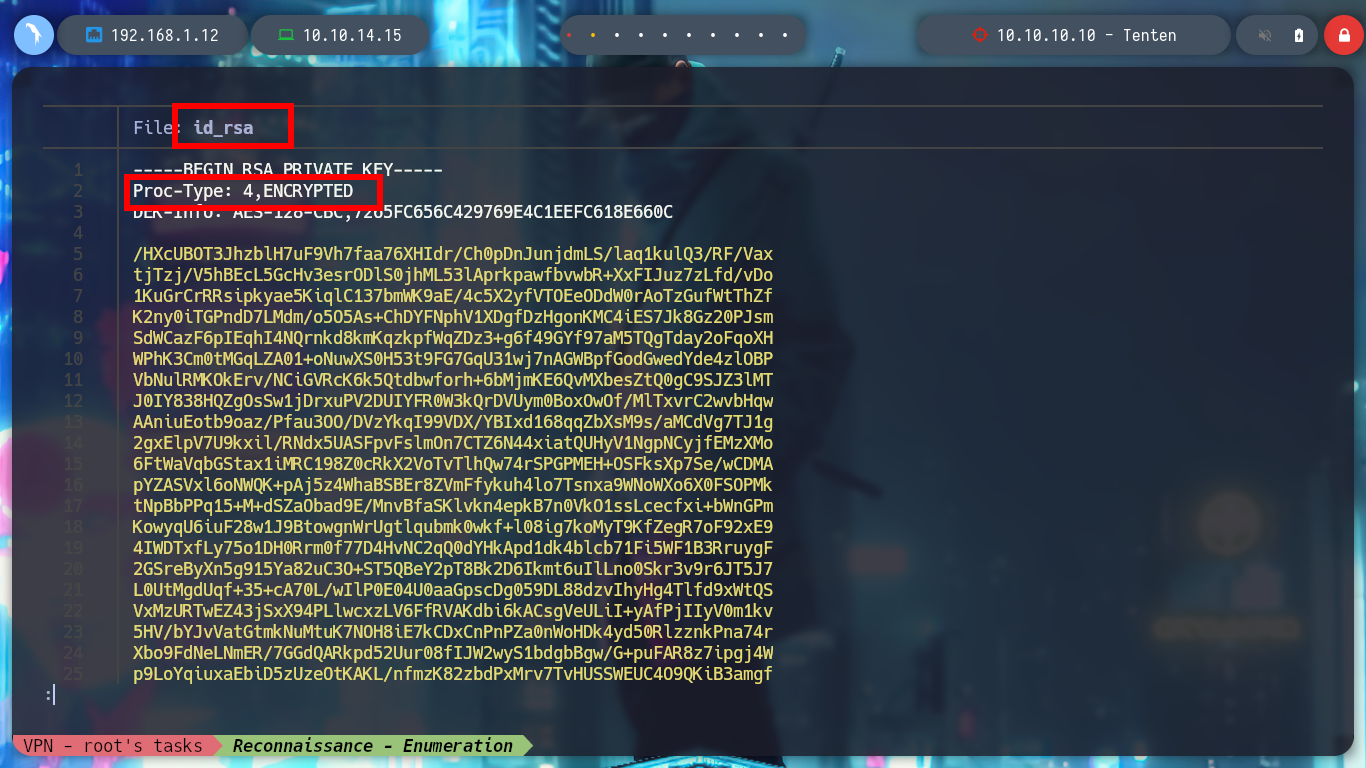 192.168.1.12 10.10.14.15 10.10.10.10 - Tenten
File: id_rsa
1 -----BEGIN RSA PRIVATE KEY-----
2 Proc-Type: 4,ENCRYPTED
3 DEK-Info: AES-128-CBC,7265FC656C429769E4C1EEFC618E660C
4
5 /HXcUBOT3JhzblH7uF9Vh7faa76XHIdr/Ch0pDnJunjdmLS/laq1kulQ3/RF/Vax
6 tjTzj/V5hBEcL5GcHv3esrODlS0jhML53lAprkpawfbvwbR+XxFIJuz7zLfd/vDo
7 1KuGrCrRRsipkyae5KiqlC137bmWK9aE/4c5X2yfVTOEeODdW0rAoTzGufWtThZf
8 K2ny0iTGPndD7LMdm/o5O5As+ChDYFNphV1XDgfDzHgonKMC4iES7Jk8Gz20PJsm
9 SdWCazF6pIEqhI4NQrnkd8kmKqzkpfWqZDz3+g6f49GYf97aM5TQgTday2oFqoXH
10 WPhK3Cm0tMGqLZA01+oNuwXS0H53t9FG7GqU31wj7nAGWBpfGodGwedYde4zlOBP
11 VbNulRMKOkErv/NCiGVRcK6k5Qtdbwforh+6bMjmKE6QvMXbesZtQ0gC9SJZ3lMT
12 J0IY838HQZgOsSw1jDrxuPV2DUIYFR0W3kQrDVUym0BoxOwOf/MlTxvrC2wvbHqw
13 AAniuEotb9oaz/Pfau3OO/DVzYkqI99VDX/YBIxd168qqZbXsM9s/aMCdVg7TJ1g
14 2gxElpV7U9kxil/RNdx5UASFpvFslmOn7CTZ6N44xiatQUHyV1NgpNCyjfEMzXMo
15 6FtWaVqbGStax1iMRC198Z0cRkX2VoTvTlhQw74rSPGPMEH+OSFksXp7Se/wCDMA
16 pYZASVxl6oNWQK+pAj5z4WhaBSBEr8ZVmFfykuh4lo7Tsnxa9WNoWXo6X0FSOPMk
17 tNpBbPPq15+M+dSZaObad9E/MnvBfaSKlvkn4epkB7n0VkO1ssLcecfxi+bWnGPm
18 KowyqU6iuF28w1J9BtowgnWrUgtlqubmk0wkf+l08ig7koMyT9KfZegR7oF92xE9
19 4IWDTxfLy75o1DH0Rrm0f77D4HvNC2qQ0dYHkApd1dk4blcb71Fi5WF1B3RruygF
20 2GSreByXn5g915Ya82uC3O+ST5QBeY2pT8Bk2D6Ikmt6uIlLno0Skr3v9r6JT5J7
21 L0UtMgdUqf+35+cA70L/wIlP0E04U0aaGpscDg059DL88dzvIhyHg4Tlfd9xWtQS
22 VxMzURTwEZ43jSxX94PLlwcxzLV6FfRVAKdbi6kACsgVeULiI+yAfPjIIyV0m1kv
23 5HV/bYJvVatGtmkNuMtuK7NOH8iE7kCDxCnPnPZa0nWoHDk4yd50RlzznkPna74r
24 Xbo9FdNeLNmER/7GGdQARkpd52Uur08fIJW2wyS1bdgbBgw/G+puFAR8z7ipgj4W
25 p9LoYqiuxaEbiD5zUzeOtKAKL/nfmzK82zbdPxMrv7TvHUSSWEUC4O9QKiB3amgf
:
VPN - root's tasks Reconnaissance - Enumeration